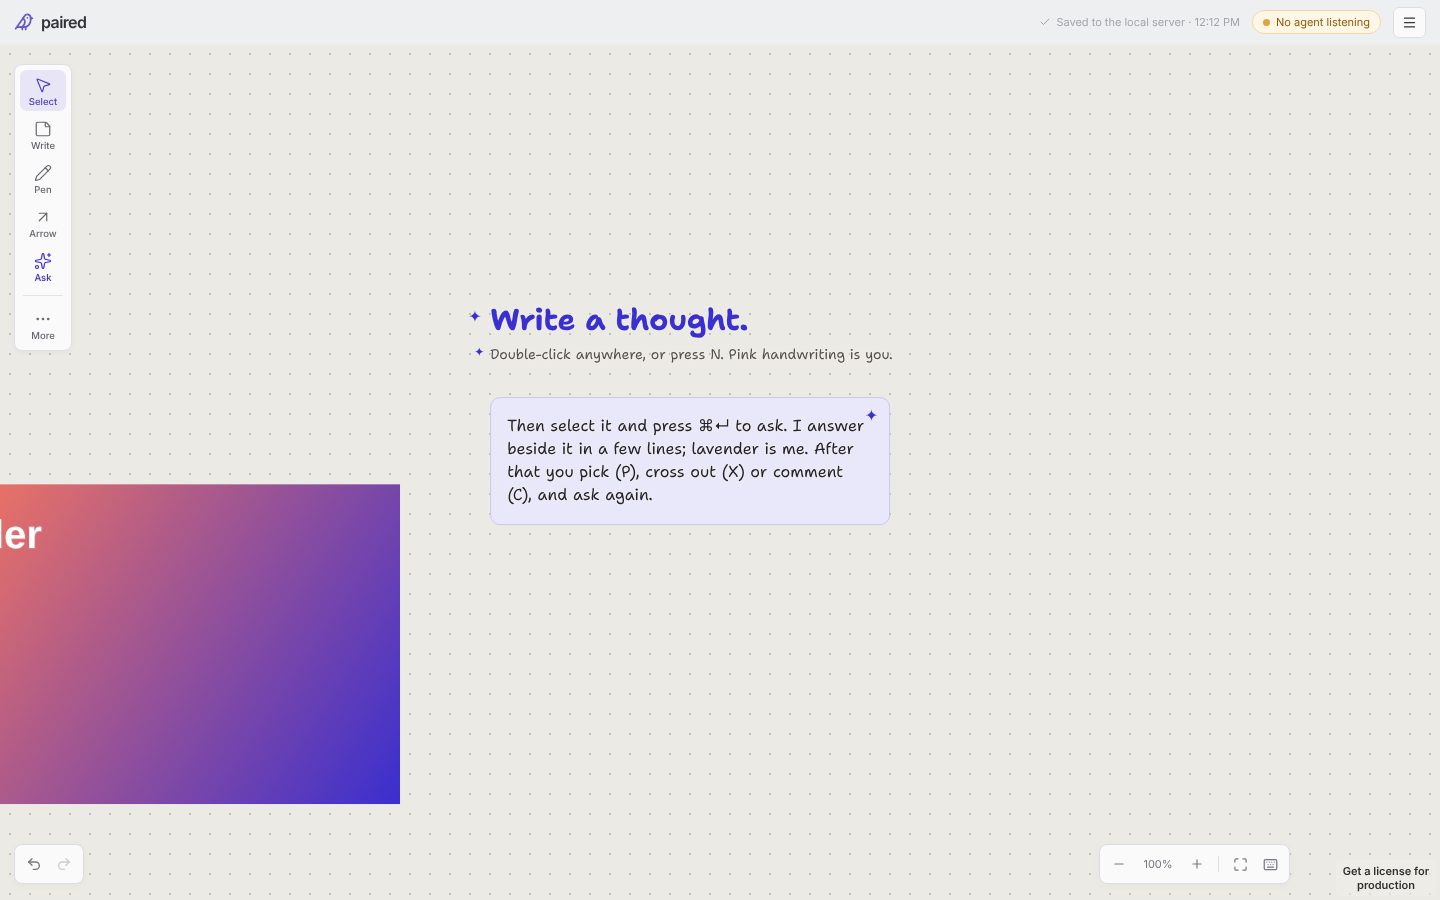 paired
Saved to the local server · 12:12 PM
No agent listening
Select
Write
Pen
Arrow
Ask
More
Write a thought.
Double-click anywhere, or press N. Pink handwriting is you.
Then select it and press ⌘↵ to ask. I answer
beside it in a few lines; lavender is me. After
that you pick (P), cross out (X) or comment
(C), and ask again.
100%
Get a license for
production